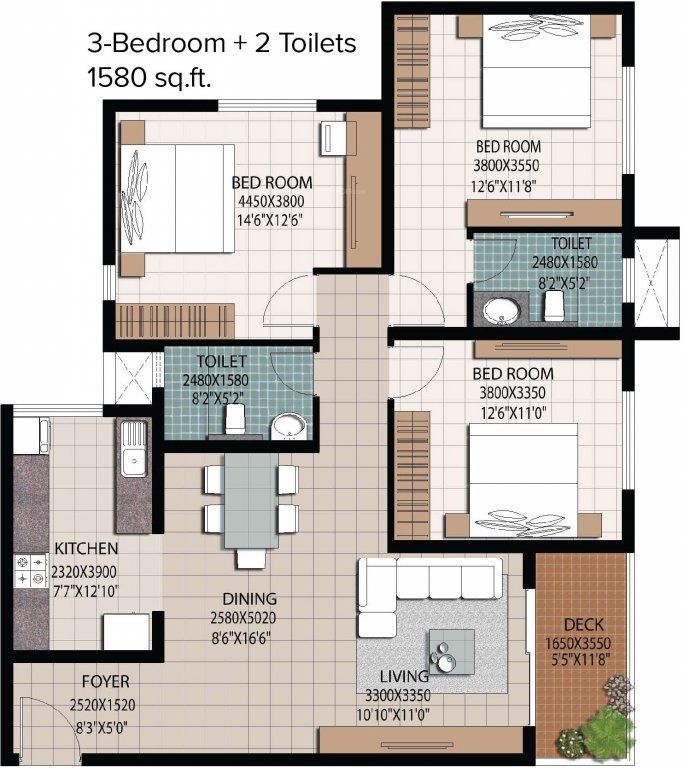 BED ROOM
3800X3550
12'6"X11'8"
TOILET
2480X1580
8'2"X5'2"
BED ROOM
3800X3350
12'6"X11'0"
DECK
1650X3550
5'5"X11'8"
LIVING
3300X3350
10'10"X11'0"
3-Bedroom + 2 Toilets
1580 sq.ft.
BED ROOM
4450X3800
14'6"X12'6"
TOILET
2480X1580
8'2"X5'2"
DINING
2580X5020
8'6"X16'6"
KITCHEN
2320X3900
7'7"X12'10"
FOYER
2520X1520
8'3"X5'0"